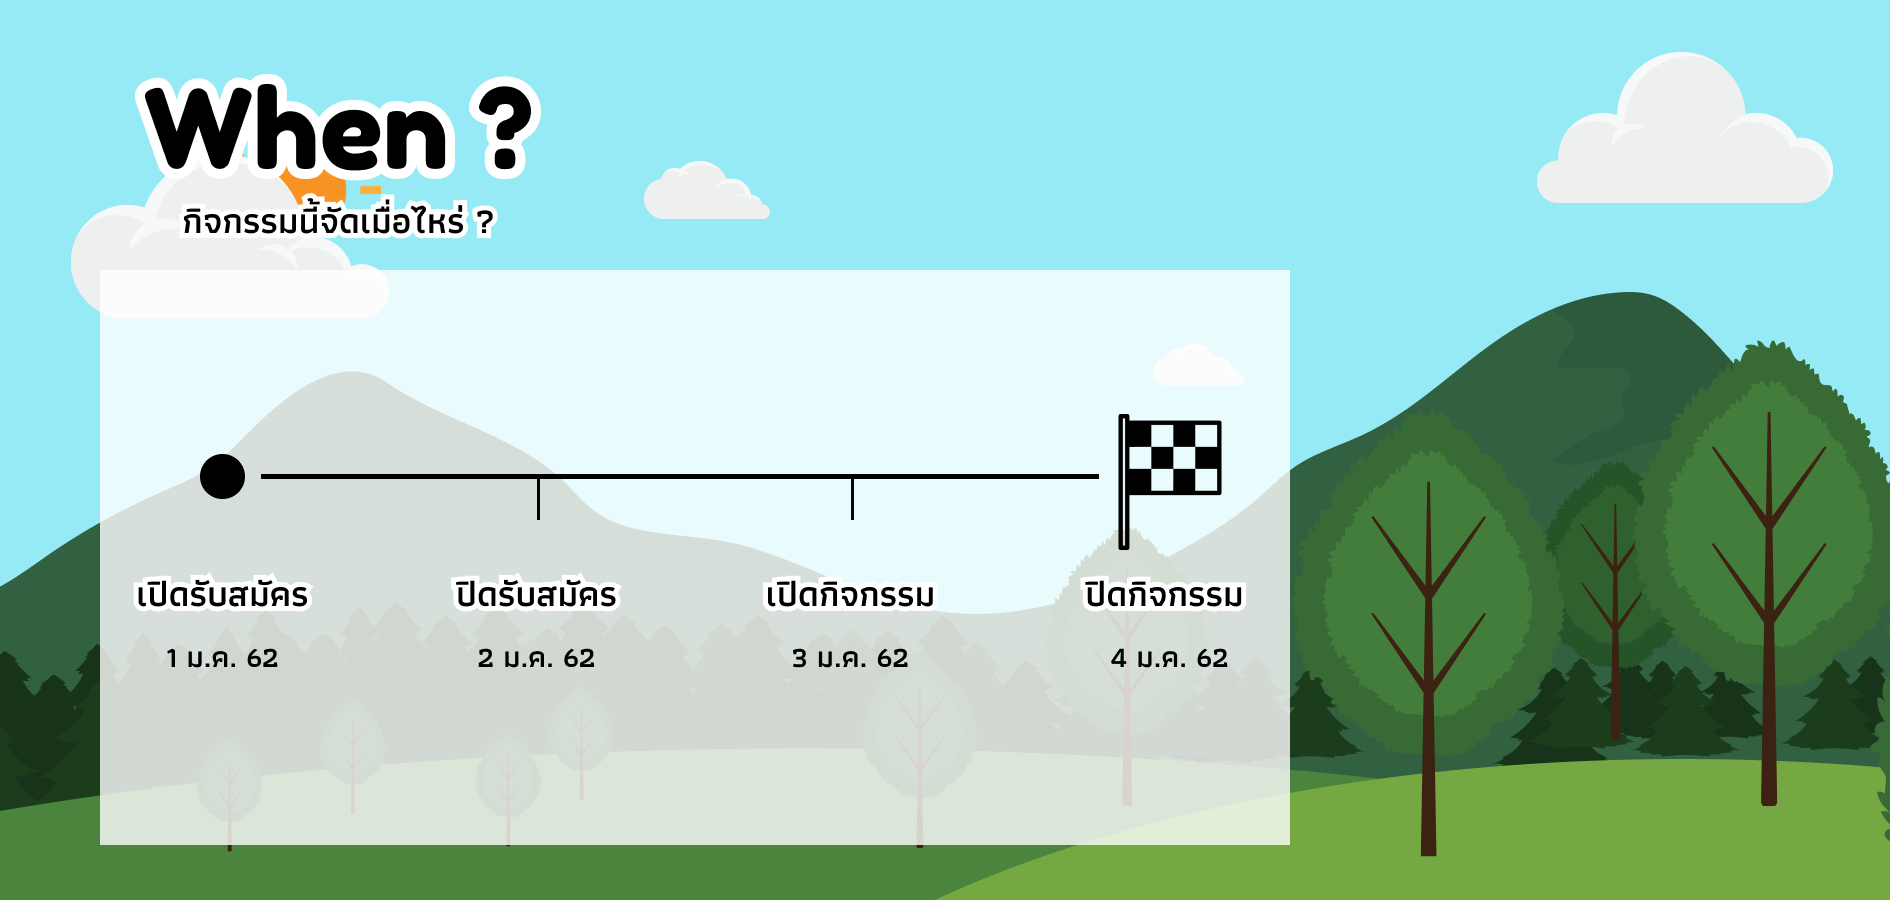 When ?
กิจกรรมนี้จัดเมื่อไหร่ ?
เปิดรับสมัคร
ปิดรับสมัคร
เปิดกิจกรรม
ปิดกิจกรรม
1 ม.ค. 62
2 ม.ค. 62
3 ม.ค. 62
4 ม.ค. 62